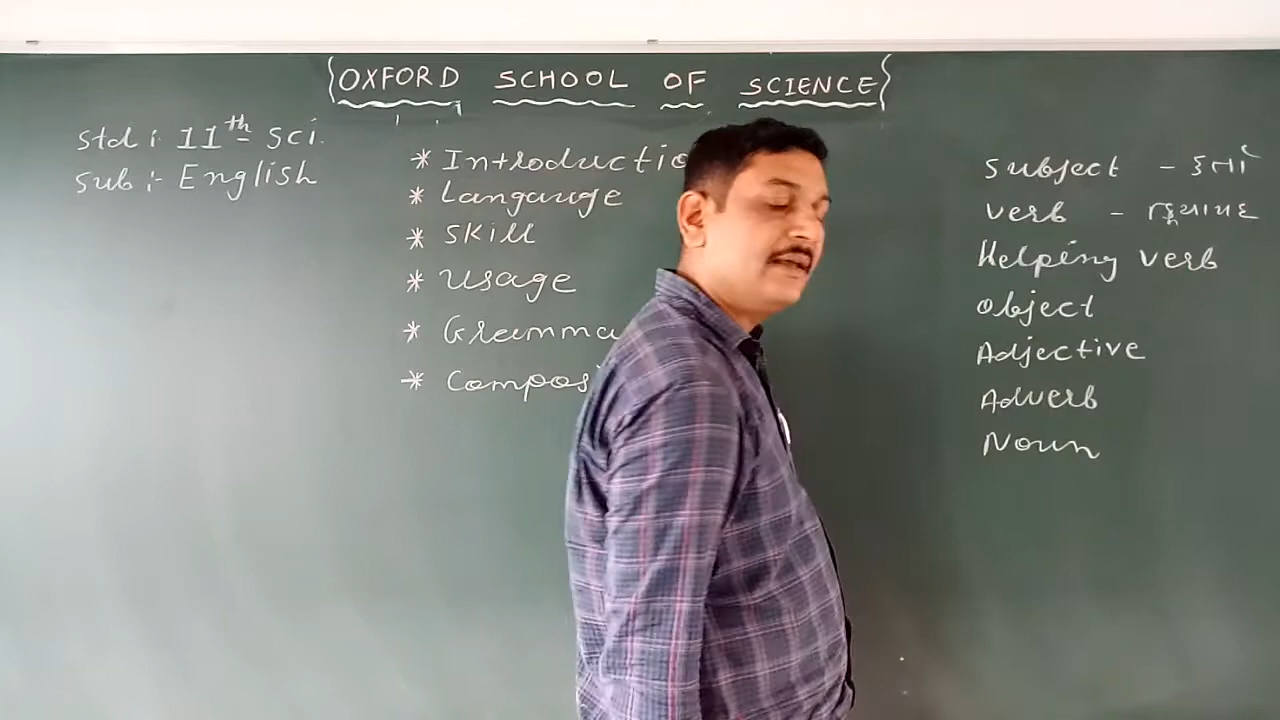 {OXFORD SCHOOL OF SCIENCE}
Std : 11th Sci.
Sub :- English
* Introductio
* Langauge
* Skill
* Usage
* Gramma
* Compos
Subject - કર્તા
Verb - ક્રિયાપદ
Helping verb
Object
Adjective
Adverb
Noun